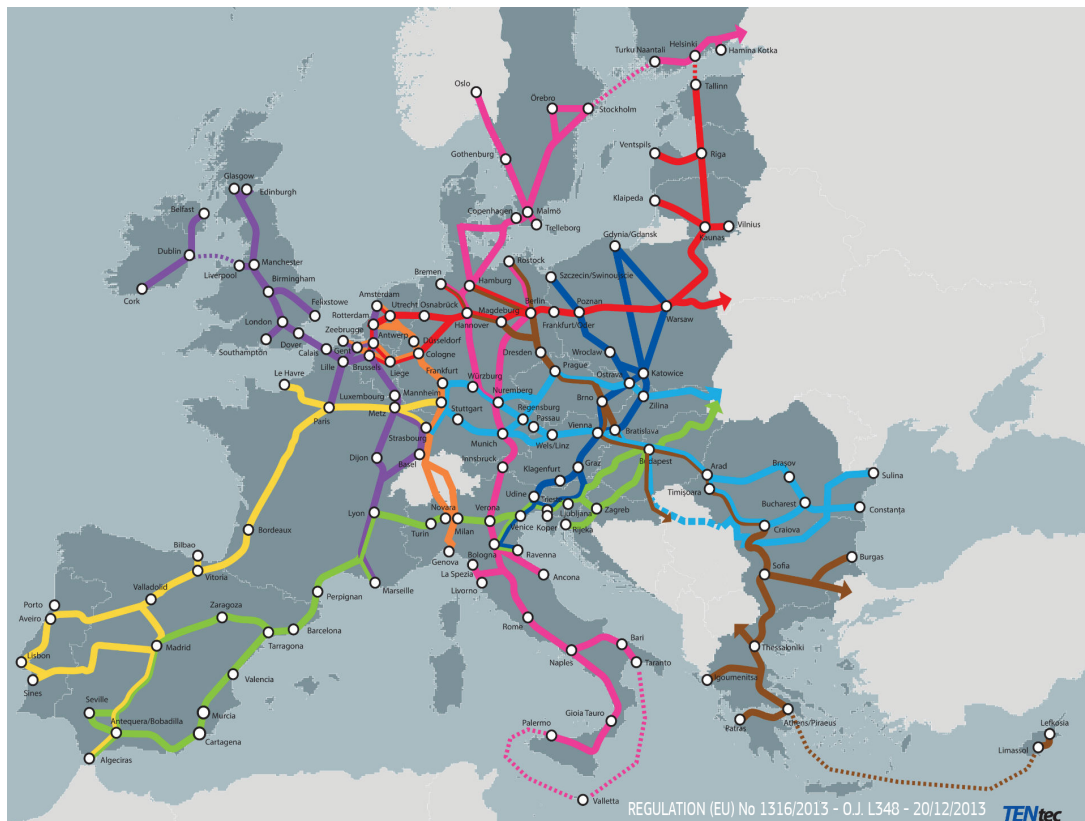 Helsinki
Turku Naantali
Hamina Kotka
Oslo
Örebro
Stockholm
Tallinn
Ventspils
Riga
Gothenburg
Glasgow
Edinburgh
Klaipeda
Belfast
Copenhagen
Malmö
Trelleborg
Kaunas
Vilnius
Gdynia/Gdansk
Dublin
Rostock
Liverpool
Manchester
Bremen
Szczecin/Swinoujscie
Cork
Birmingham
Hamburg
Felixstowe
Amsterdam
Utrecht
Osnabrück
Magdeburg
Berlin
Poznan
Rotterdam
Hannover
Frankfurt/Oder
Warsaw
London
Zeebrugge
Antwerp
Düsseldorf
Southampton
Dover
Calais
Gent
Cologne
Dresden
Wroclaw
Lille
Brussels
Liege
Prague
Katowice
Le Havre
Frankfurt
Würzburg
Ostrava
Luxembourg
Mannheim
Nuremberg
Brno
Zilina
Paris
Metz
Stuttgart
Regensburg
Passau
Strasbourg
Munich
Wels/Linz
Vienna
Bratislava
Dijon
Basel
Innsbruck
Budapest
Klagenfurt
Graz
Arad
Braşov
Sulina
Timişoara
Udine
Trieste
Bucharest
Lyon
Novara
Verona
Ljubljana
Zagreb
Constanţa
Turin
Milan
Venice
Koper
Rijeka
Craiova
Bordeaux
Genova
Bologna
Ravenna
Bilbao
La Spezia
Ancona
Sofia
Burgas
Vitoria
Livorno
Marseille
Valladolid
Perpignan
Porto
Zaragoza
Rome
Aveiro
Barcelona
Bari
Madrid
Tarragona
Thessaloniki
Lisbon
Naples
Taranto
Sines
Valencia
Igoumenitsa
Seville
Murcia
Gioia Tauro
Antequera/Bobadilla
Palermo
Patras
Athens/Piraeus
Lefkosia
Cartagena
Limassol
Algeciras
Valletta
REGULATION (EU) No 1316/2013 - O.J. L348 - 20/12/2013
TENtec